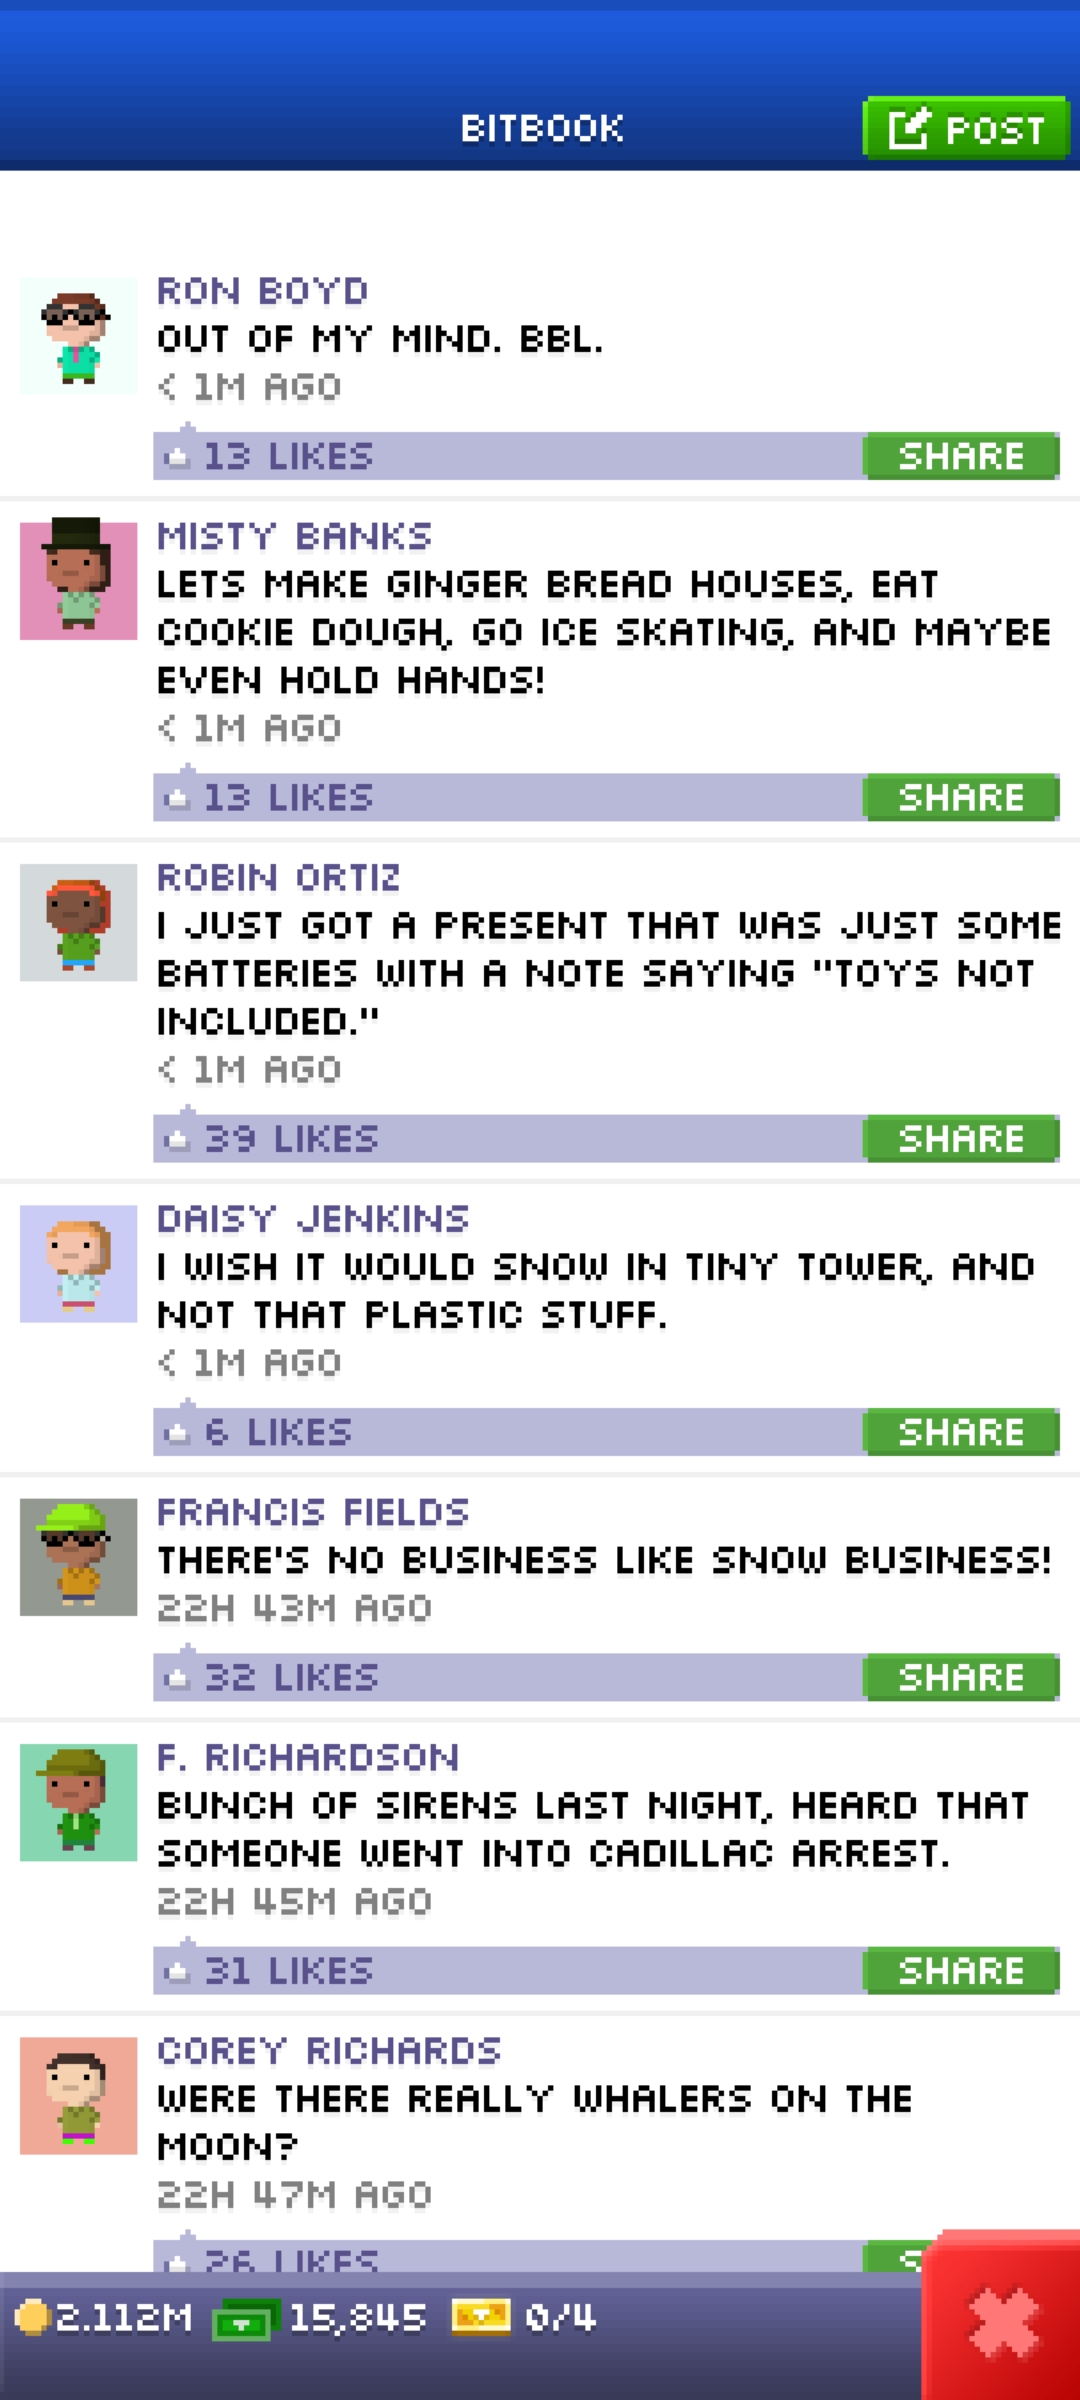 BITBOOK
POST
RON BOYD
OUT OF MY MIND. BBL.
< 1M AGO
13 LIKES
SHARE
MISTY BANKS
LETS MAKE GINGER BREAD HOUSES, EAT
COOKIE DOUGH, GO ICE SKATING, AND MAYBE
EVEN HOLD HANDS!
< 1M AGO
13 LIKES
SHARE
ROBIN ORTIZ
I JUST GOT A PRESENT THAT WAS JUST SOME
BATTERIES WITH A NOTE SAYING "TOYS NOT
INCLUDED."
< 1M AGO
39 LIKES
SHARE
DAISY JENKINS
I WISH IT WOULD SNOW IN TINY TOWER, AND
NOT THAT PLASTIC STUFF.
< 1M AGO
6 LIKES
SHARE
FRANCIS FIELDS
THERE'S NO BUSINESS LIKE SNOW BUSINESS!
22H 43M AGO
32 LIKES
SHARE
F. RICHARDSON
BUNCH OF SIRENS LAST NIGHT, HEARD THAT
SOMEONE WENT INTO CADILLAC ARREST.
22H 45M AGO
31 LIKES
SHARE
COREY RICHARDS
WERE THERE REALLY WHALERS ON THE
MOON?
22H 47M AGO
26 LIKES
2.112M 15,845 0/4